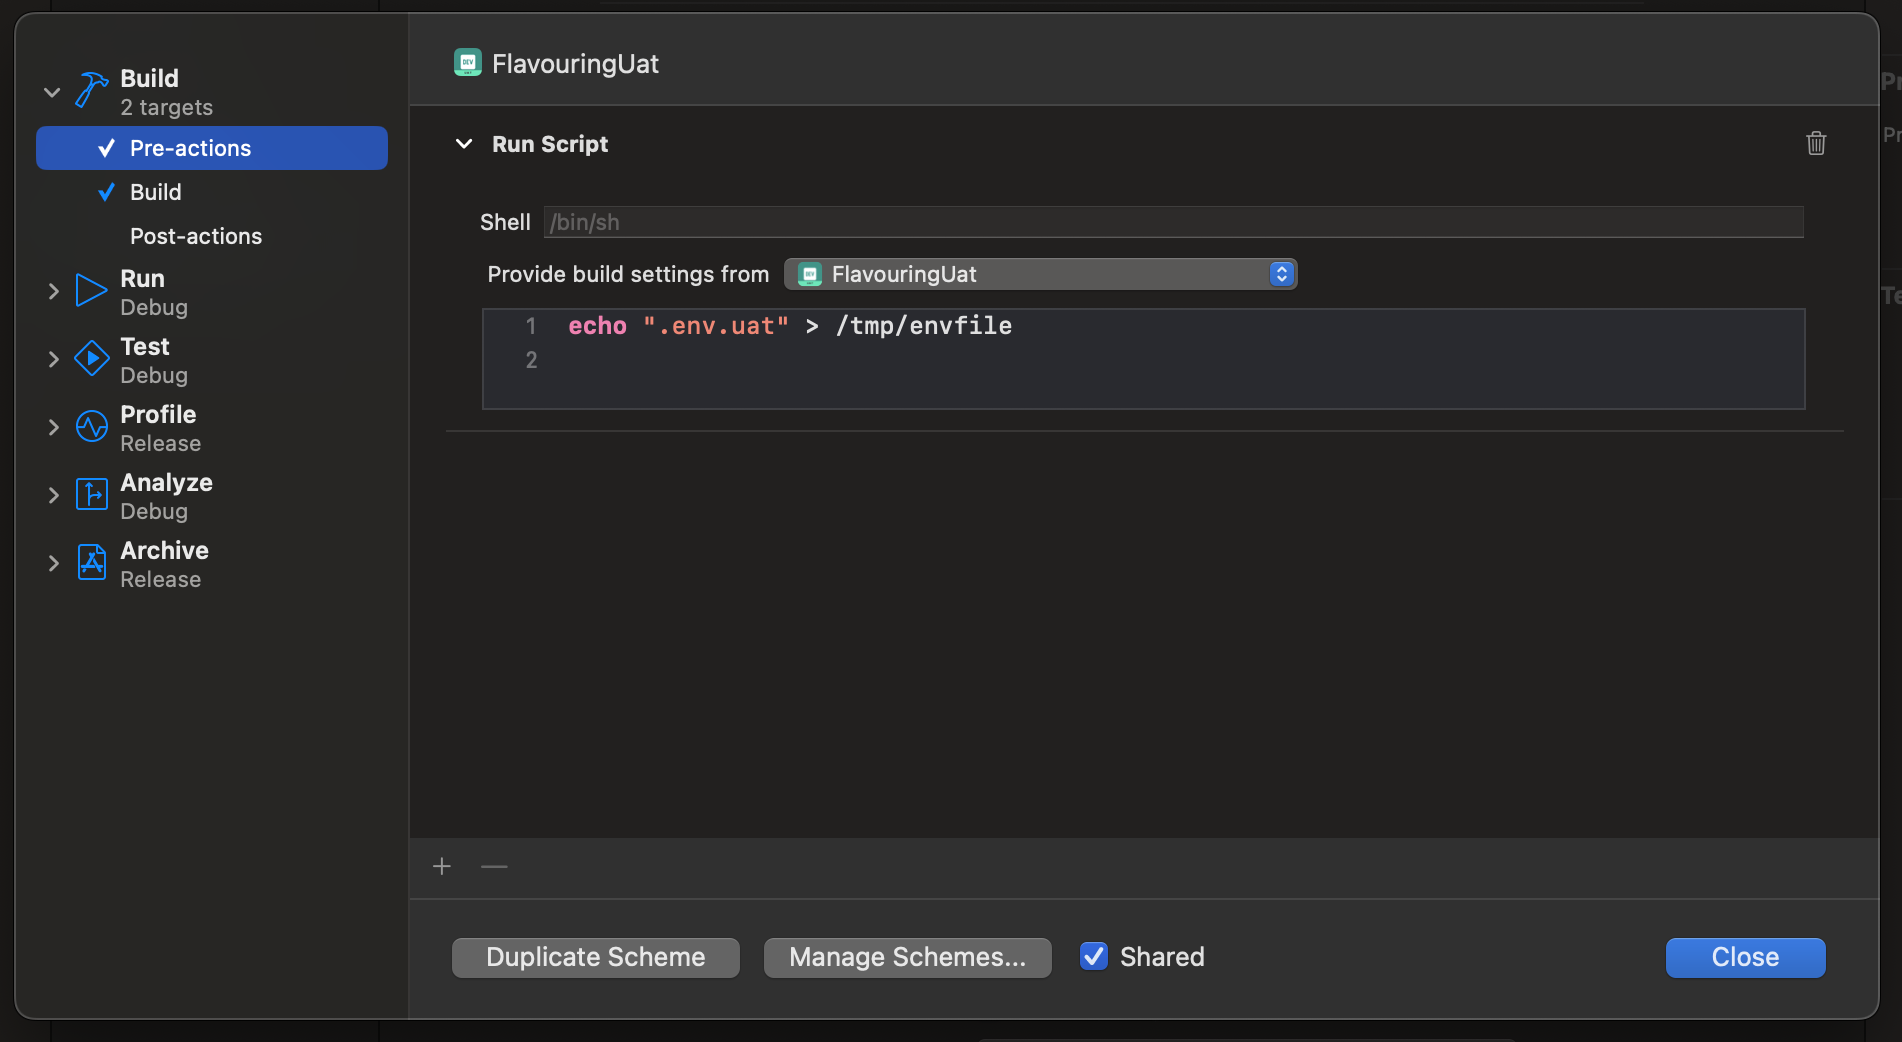 Build
2 targets
Pre-actions
Build
Post-actions
Run
Debug
Test
Debug
Profile
Release
Analyze
Debug
Archive
Release
FlavouringUat
Run Script
Shell /bin/sh
Provide build settings from FlavouringUat
1 echo ".env.uat" > /tmp/envfile
2
Duplicate Scheme Manage Schemes... Shared Close